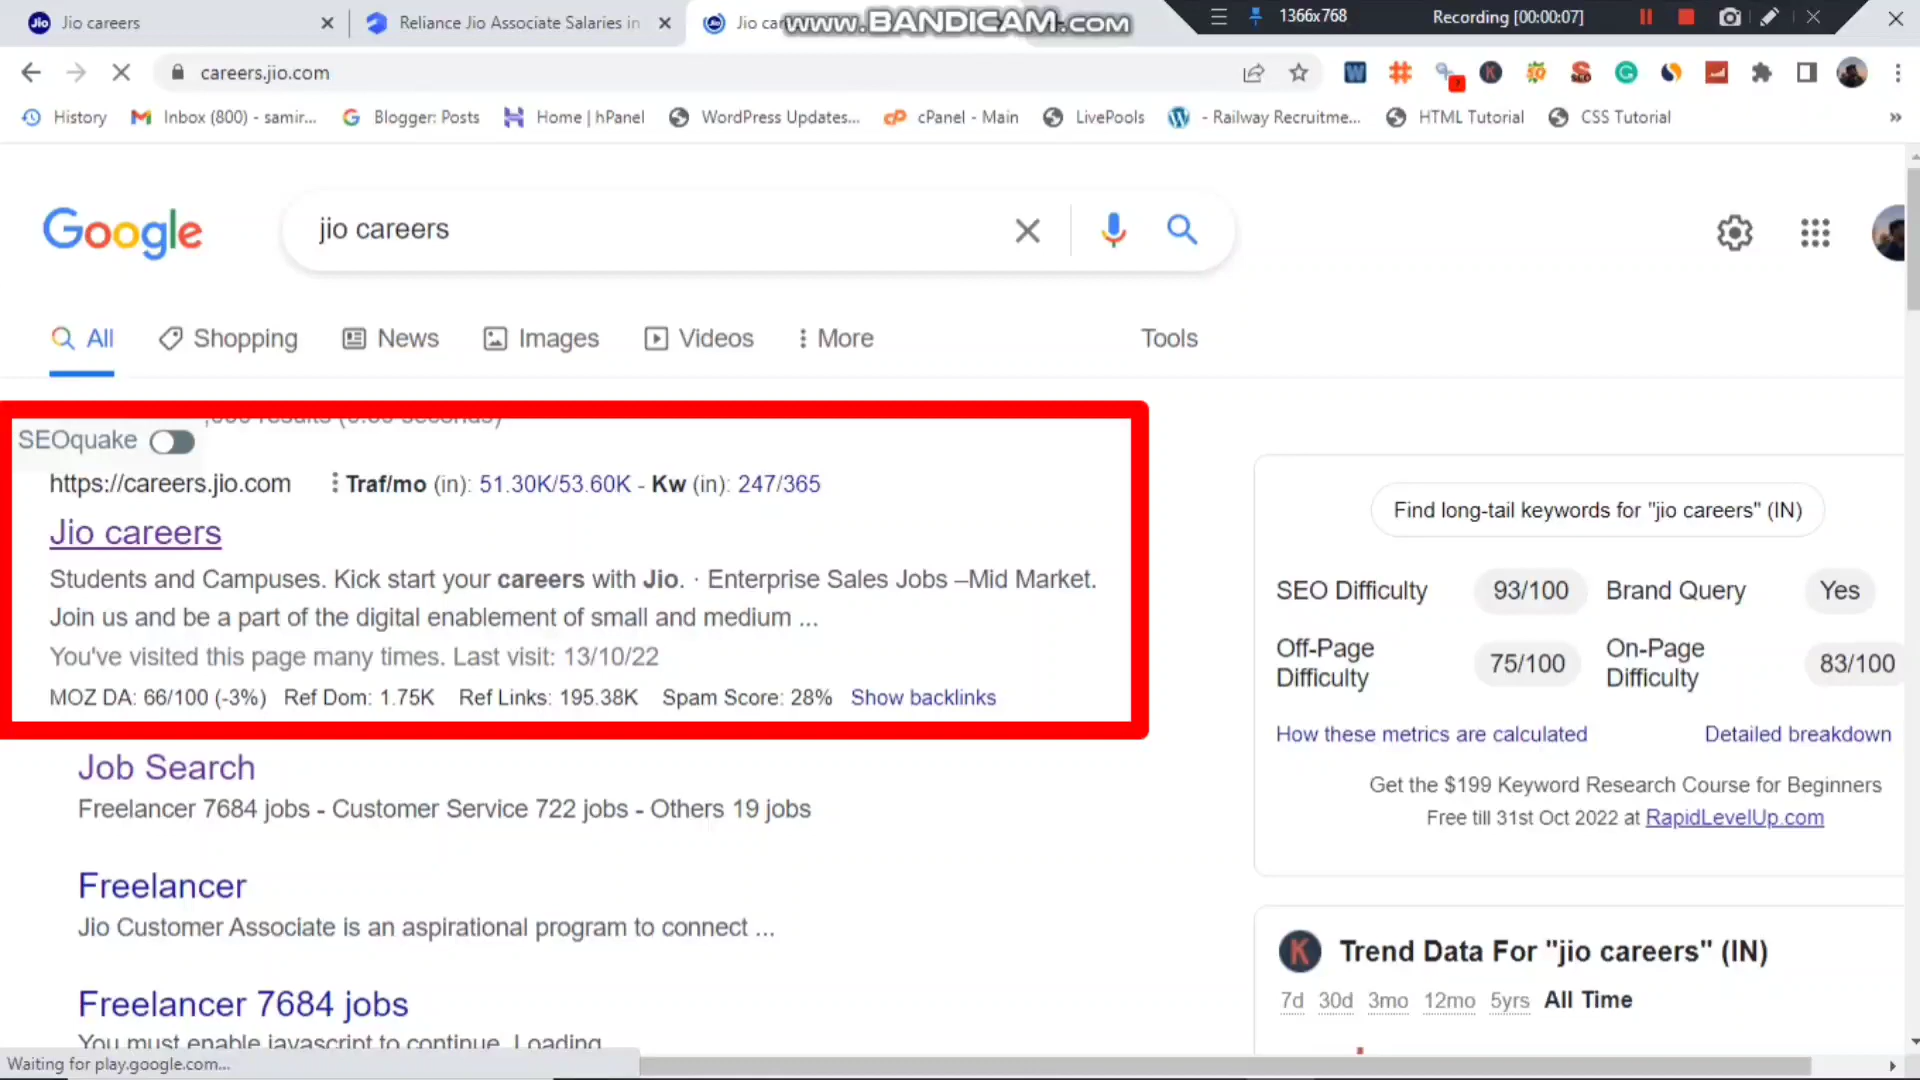 Jio careers
Reliance Jio Associate Salaries in
Jio car
www.BANDICAM.com
1366x768
Recording [00:00:07]
careers.jio.com
History
Inbox (800) - samir...
Blogger: Posts
Home | hPanel
WordPress Updates...
cPanel - Main
LivePools
- Railway Recruitme...
HTML Tutorial
CSS Tutorial
Google
jio careers
All
Shopping
News
Images
Videos
More
Tools
SEOquake
https://careers.jio.com
Traf/mo (in): 51.30K/53.60K - Kw (in): 247/365
Jio careers
Students and Campuses. Kick start your careers with Jio. · Enterprise Sales Jobs –Mid Market.
Join us and be a part of the digital enablement of small and medium ...
You've visited this page many times. Last visit: 13/10/22
MOZ DA: 66/100 (-3%) Ref Dom: 1.75K Ref Links: 195.38K Spam Score: 28% Show backlinks
Job Search
Freelancer 7684 jobs - Customer Service 722 jobs - Others 19 jobs
Freelancer
Jio Customer Associate is an aspirational program to connect ...
Freelancer 7684 jobs
You must enable javascript to continue. Loading
Waiting for play.google.com...
Find long-tail keywords for "jio careers" (IN)
SEO Difficulty 93/100 Brand Query Yes
Off-Page Difficulty 75/100 On-Page Difficulty 83/100
How these metrics are calculated
Detailed breakdown
Get the $199 Keyword Research Course for Beginners
Free till 31st Oct 2022 at RapidLevelUp.com
K
Trend Data For "jio careers" (IN)
7d 30d 3mo 12mo 5yrs All Time